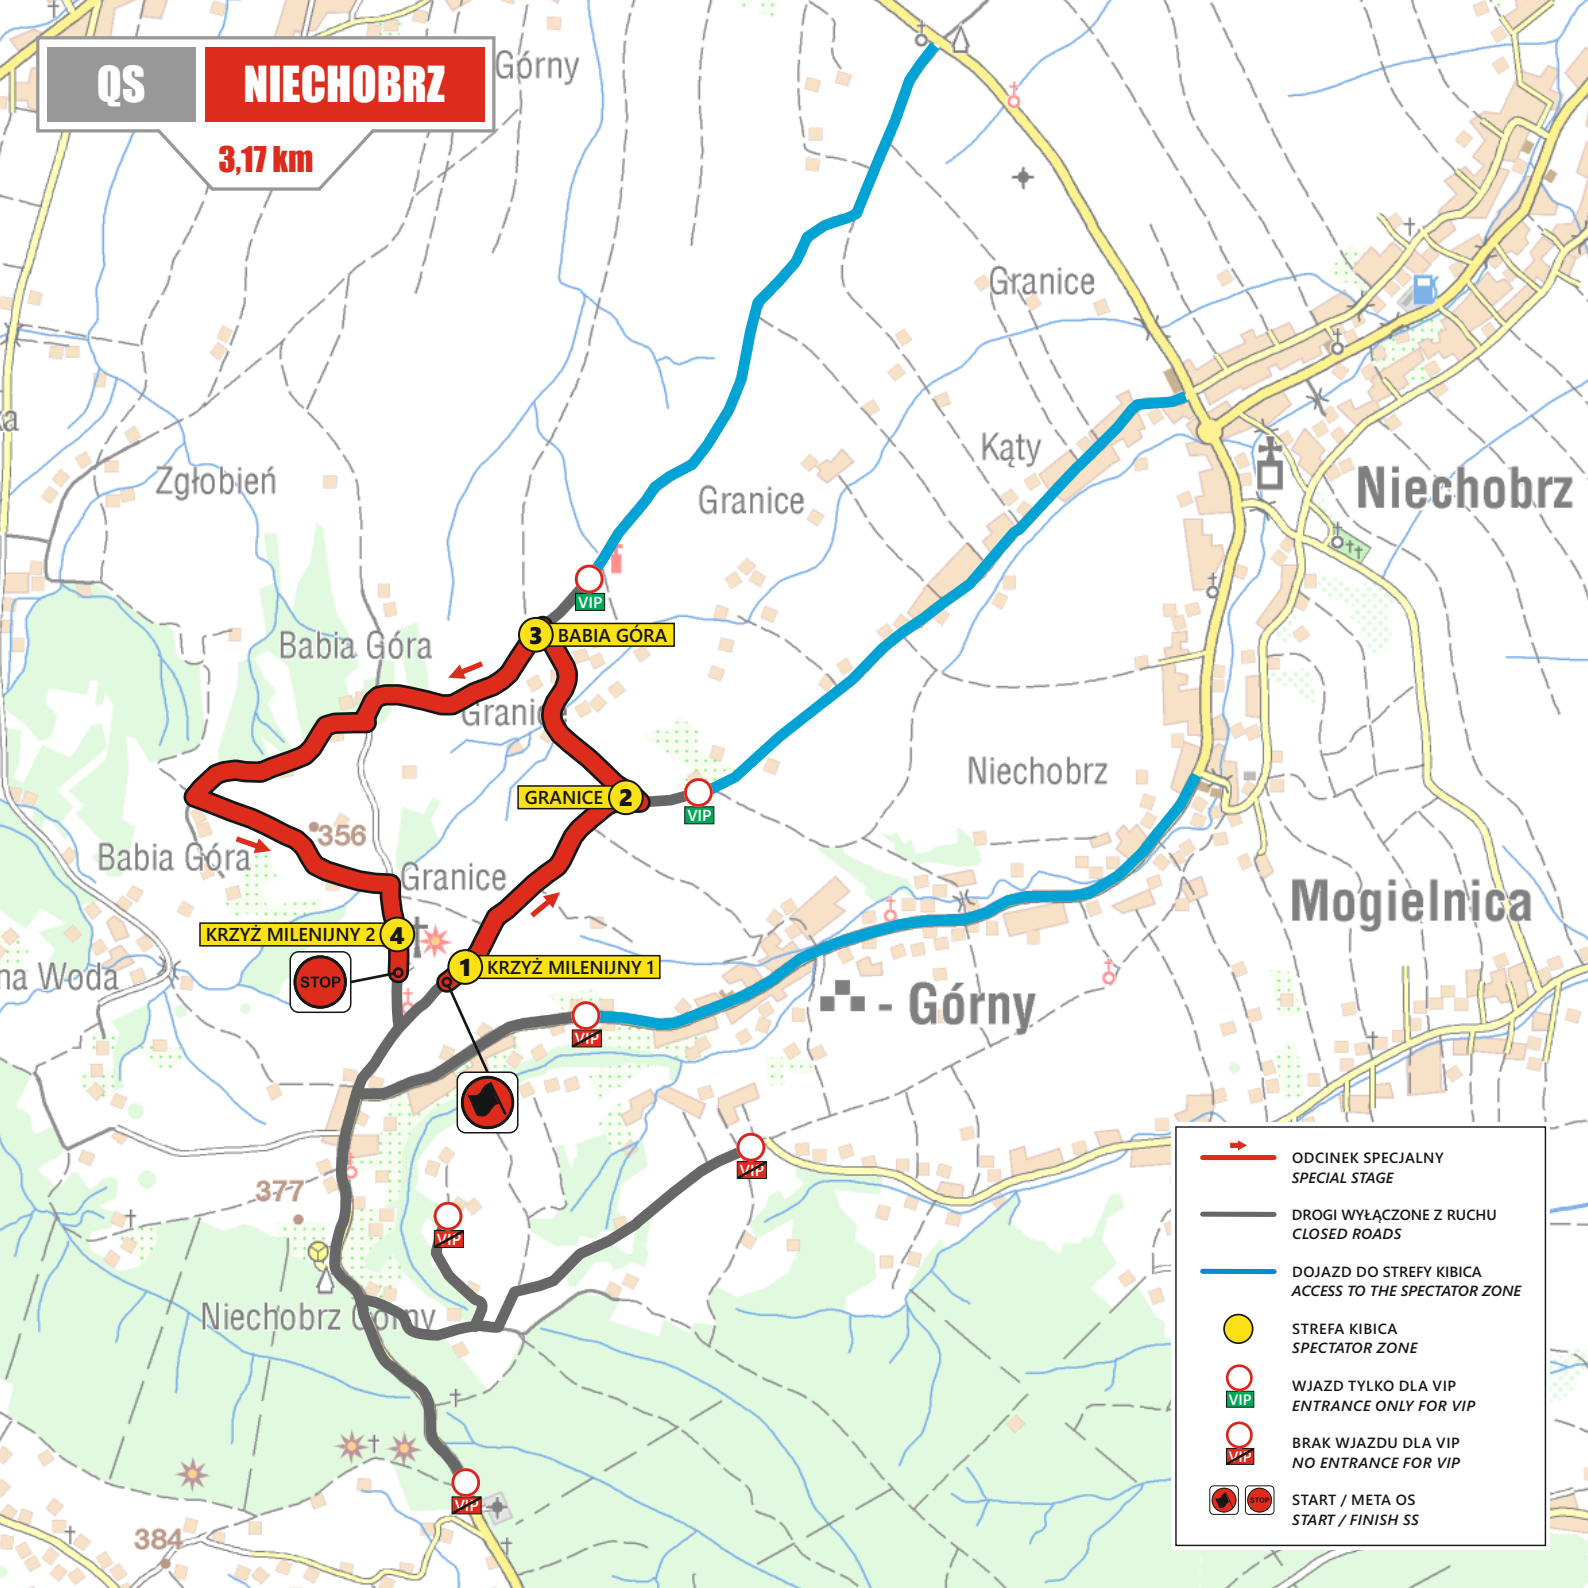 QS
NIECHOBRZ
3,17 km
Górny
Granice
Kąty
Niechobrz
Zgłobień
Granice
VIP
Babia Góra
3 BABIA GÓRA
Granice
Niechobrz
GRANICE 2
VIP
356
Babia Góra
Granice
Mogielnica
KRZYŻ MILENIJNY 2 4
1 KRZYŻ MILENIJNY 1
na Woda
STOP
- Górny
VIP
VIP
377
VIP
Niechobrz Górny
VIP
384
ODCINEK SPECJALNY
SPECIAL STAGE
DROGI WYŁĄCZONE Z RUCHU
CLOSED ROADS
DOJAZD DO STREFY KIBICA
ACCESS TO THE SPECTATOR ZONE
STREFA KIBICA
SPECTATOR ZONE
WJAZD TYLKO DLA VIP
VIP
ENTRANCE ONLY FOR VIP
BRAK WJAZDU DLA VIP
VIP
NO ENTRANCE FOR VIP
STOP
START / META OS
START / FINISH SS